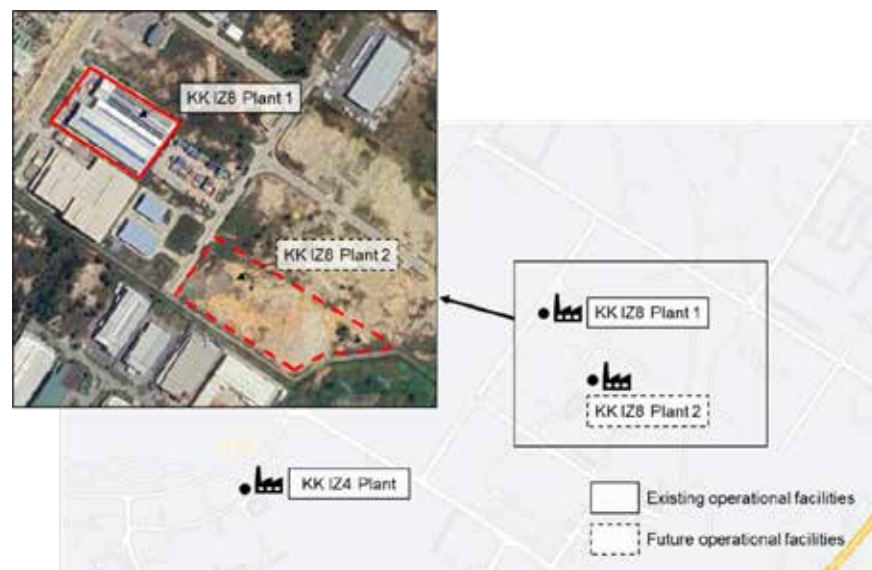 KK IZ8 Plant 1
KK IZ8 Plant 2
KK IZ8 Plant 1
KK IZ8 Plant 2
KK IZ4 Plant
Existing operational facilities
Future operational facilities